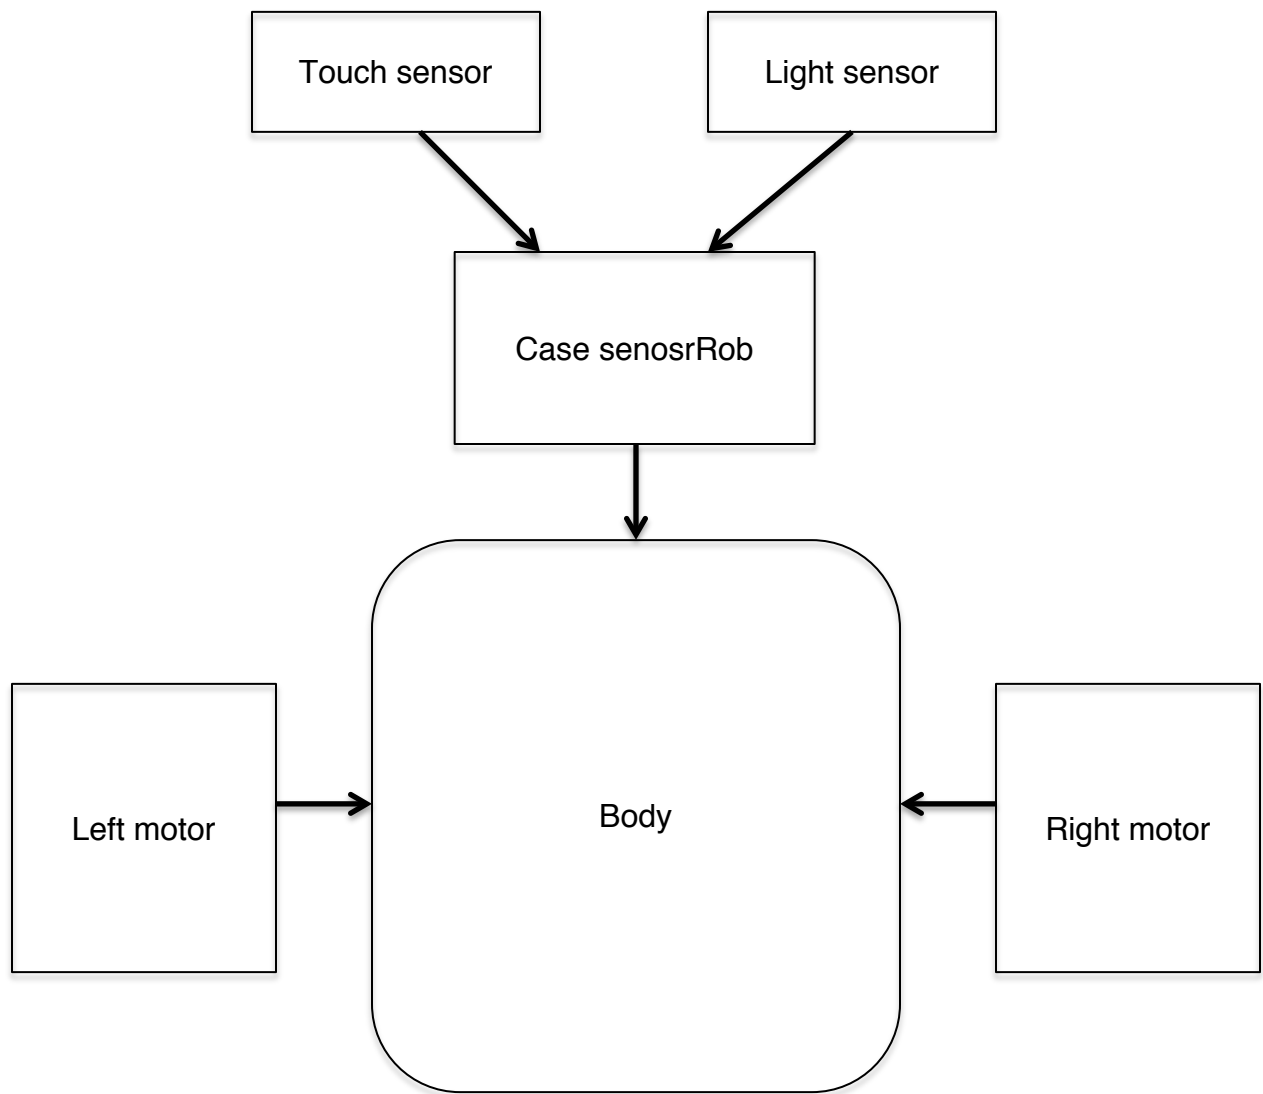 Touch sensor
Light sensor
Case senosrRob
Left motor
Body
Right motor